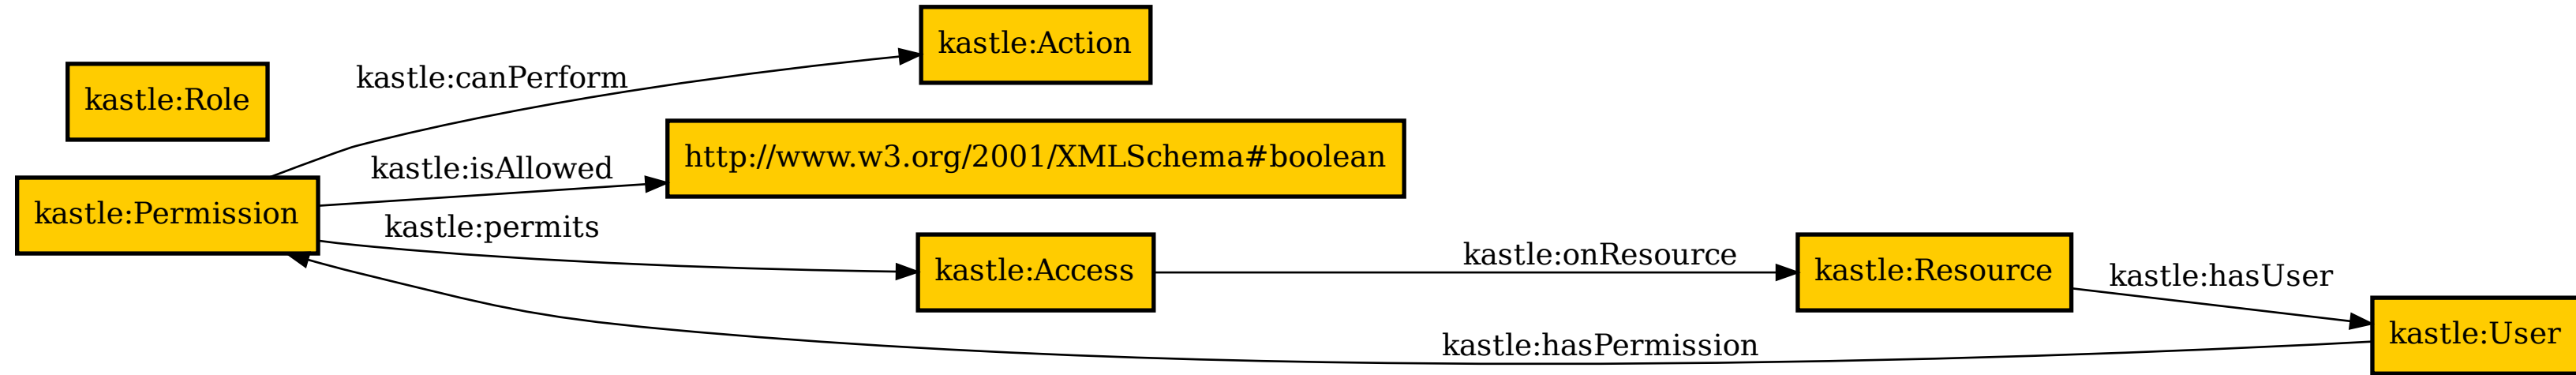 kastle:Action
kastle:canPerform
kastle:Role
kastle:isAllowed
http://www.w3.org/2001/XMLSchema#boolean
kastle:Permission
kastle:permits
kastle:Access
kastle:onResource
kastle:Resource
kastle:hasUser
kastle:User
kastle:hasPermission